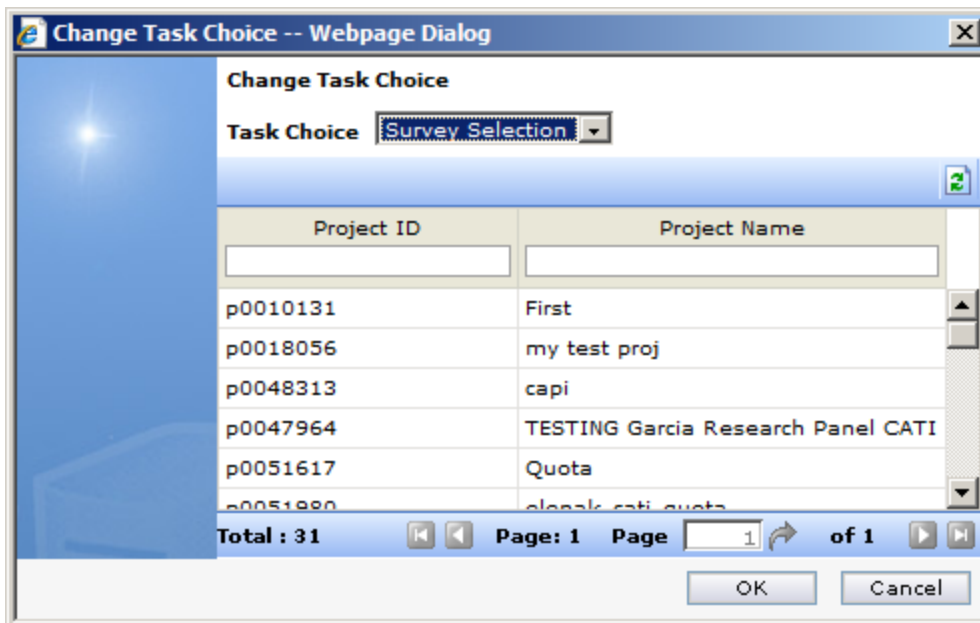 Change Task Choice -- Webpage Dialog
Change Task Choice
Task Choice Survey Selection
Project ID Project Name
p0010131 First
p0018056 my test proj
p0048313 capi
p0047964 TESTING Garcia Research Panel CATI
p0051617 Quota
p0051980 elenak_cati_quota
Total : 31 Page: 1 Page 1 of 1
OK Cancel